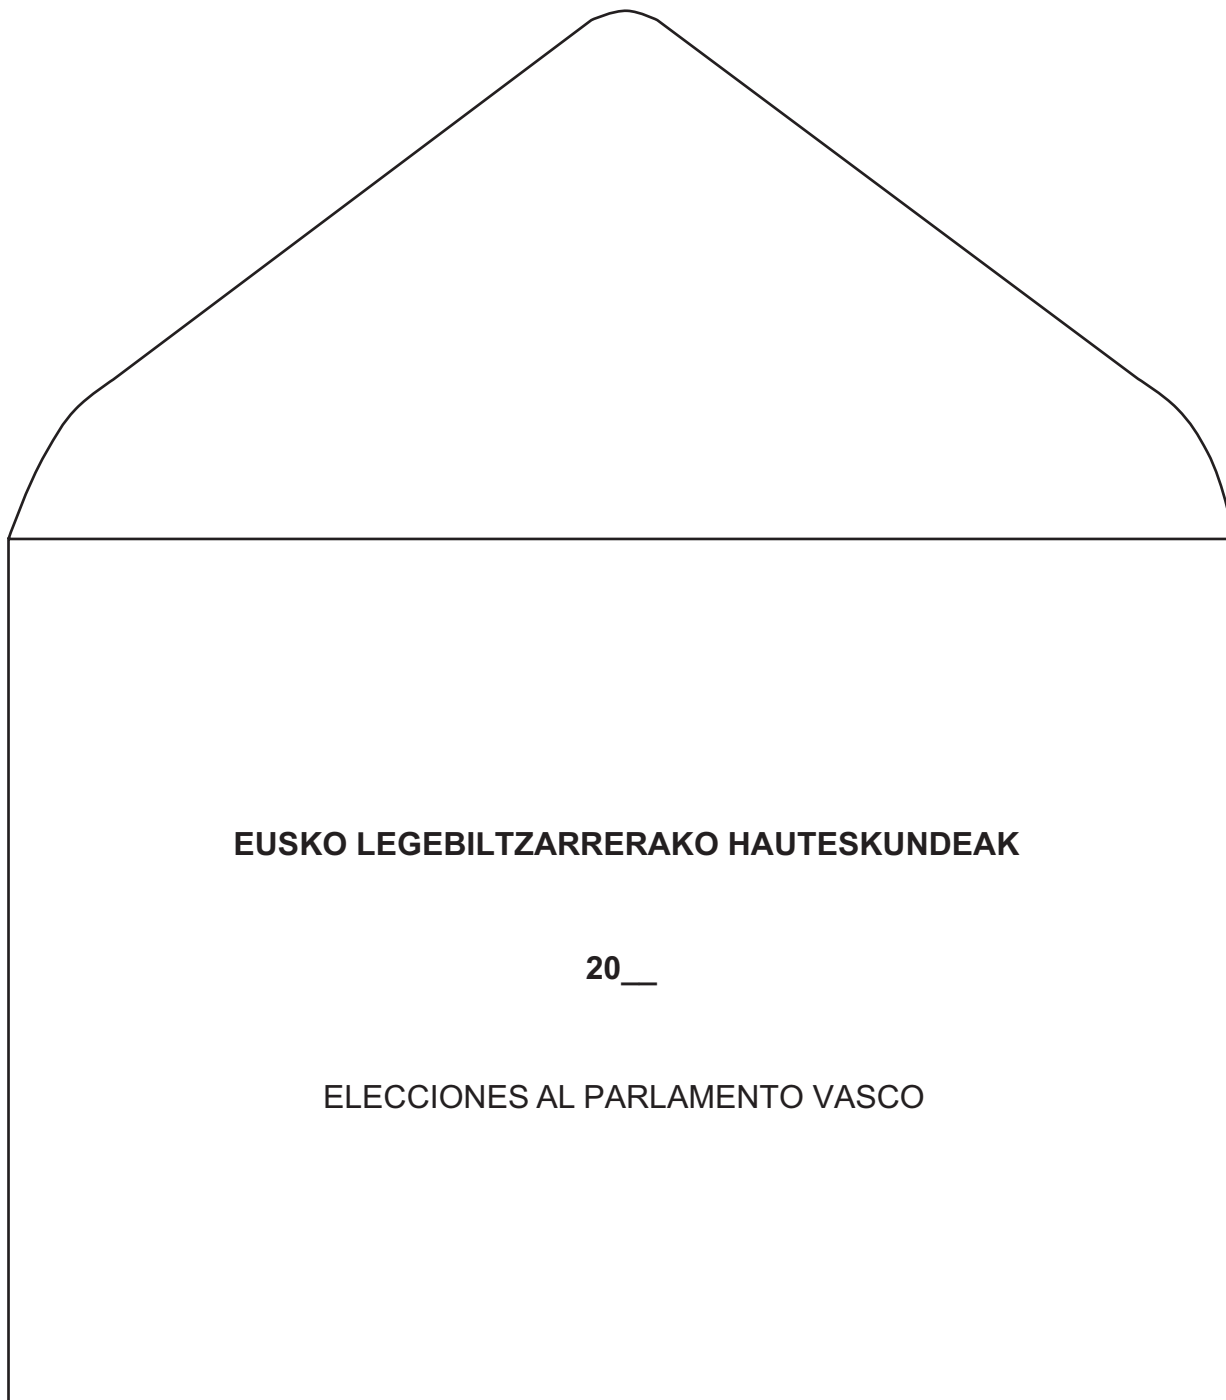 EUSKO LEGEBILTZARRERAKO HAUTESKUNDEAK
20__
ELECCIONES AL PARLAMENTO VASCO